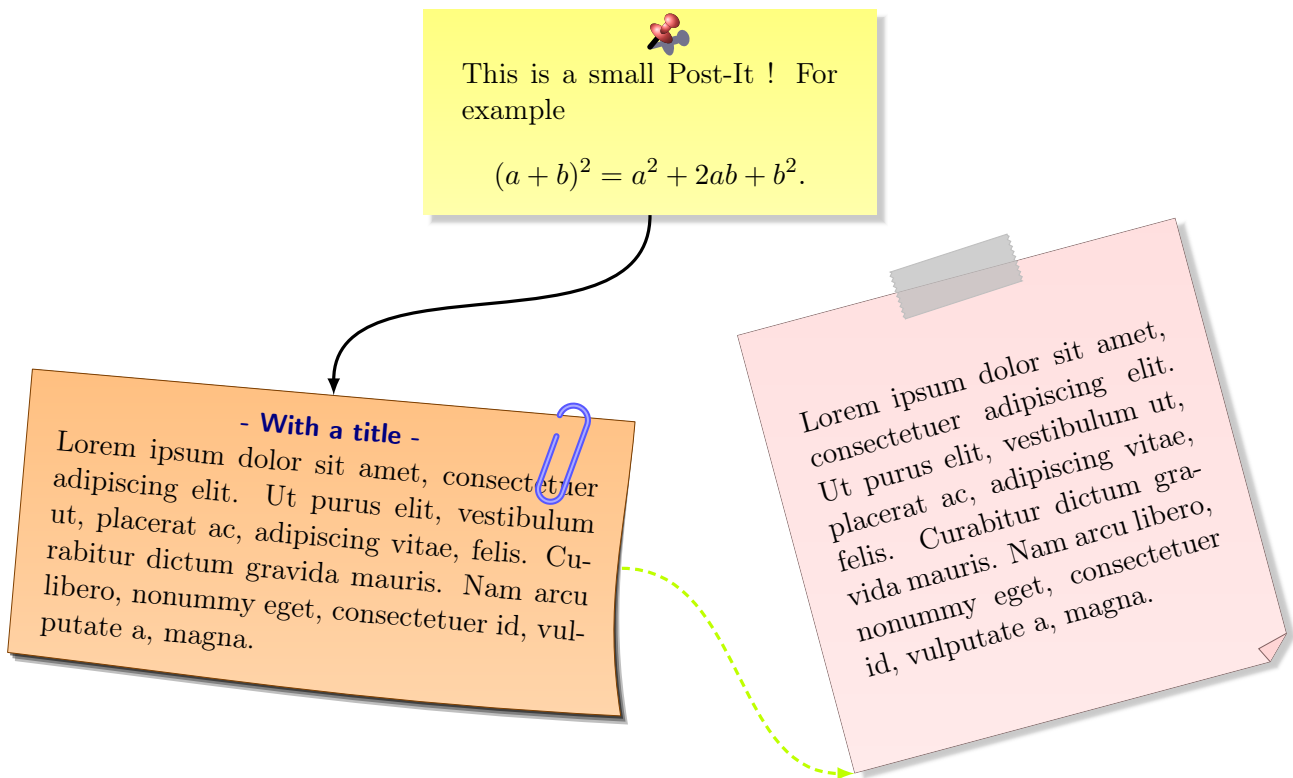 This is a small Post-It ! For
example
(a + b)² = a² + 2ab + b².
- With a title -
Lorem ipsum dolor sit amet, consectetuer
adipiscing elit. Ut purus elit, vestibulum
ut, placerat ac, adipiscing vitae, felis. Cu-
rabitur dictum gravida mauris. Nam arcu
libero, nonummy eget, consectetuer id, vul-
putate a, magna.
Lorem ipsum dolor sit amet,
consectetuer adipiscing elit.
Ut purus elit, vestibulum ut,
placerat ac, adipiscing vitae,
felis. Curabitur dictum gra-
vida mauris. Nam arcu libero,
nonummy eget, consectetuer
id, vulputate a, magna.